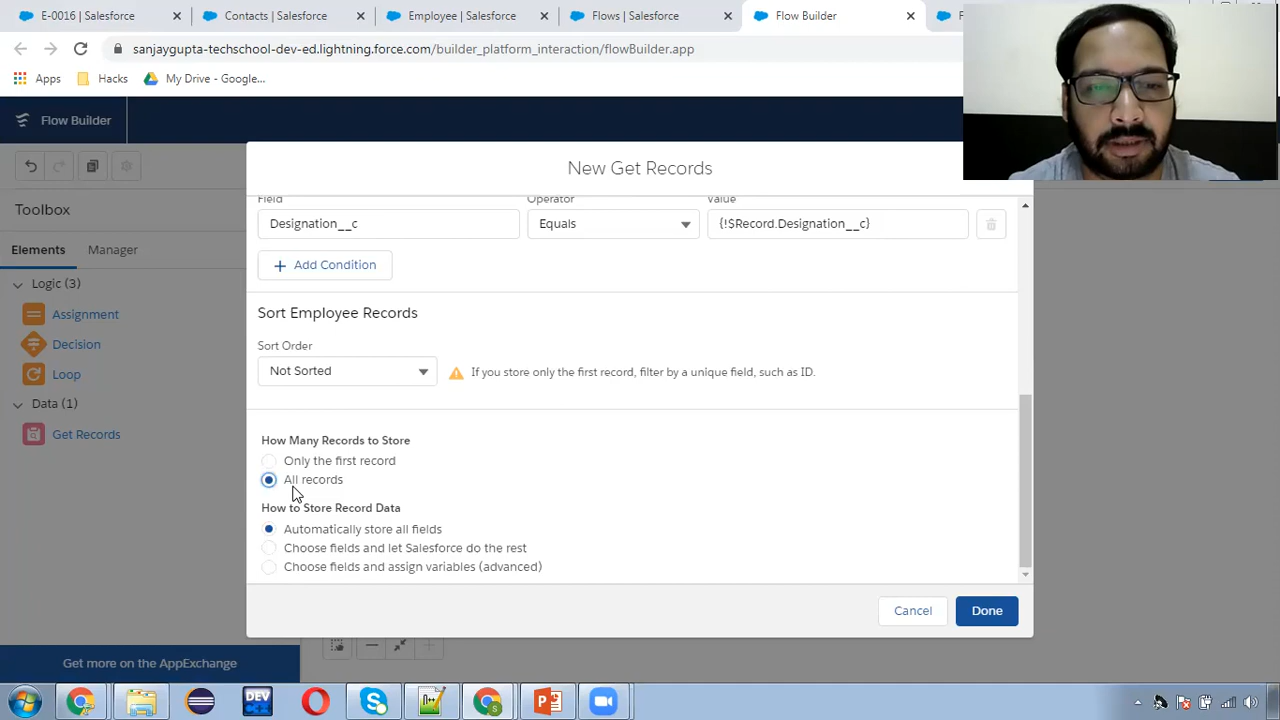 E-0016 | Salesforce
Contacts | Salesforce
Employee | Salesforce
Flows | Salesforce
Flow Builder
F
sanjaygupta-techschool-dev-ed.lightning.force.com/builder_platform_interaction/flowBuilder.app
Apps
Hacks
My Drive - Google...
Flow Builder
New Get Records
Toolbox
Field
Operator
Value
Designation__c
Equals
{!$Record.Designation__c}
Elements
Manager
Add Condition
Logic (3)
Assignment
Decision
Loop
Data (1)
Get Records
Sort Employee Records
Sort Order
Not Sorted
If you store only the first record, filter by a unique field, such as ID.
How Many Records to Store
Only the first record
All records
How to Store Record Data
Automatically store all fields
Choose fields and let Salesforce do the rest
Choose fields and assign variables (advanced)
Cancel
Done
Get more on the AppExchange
DEV
C++